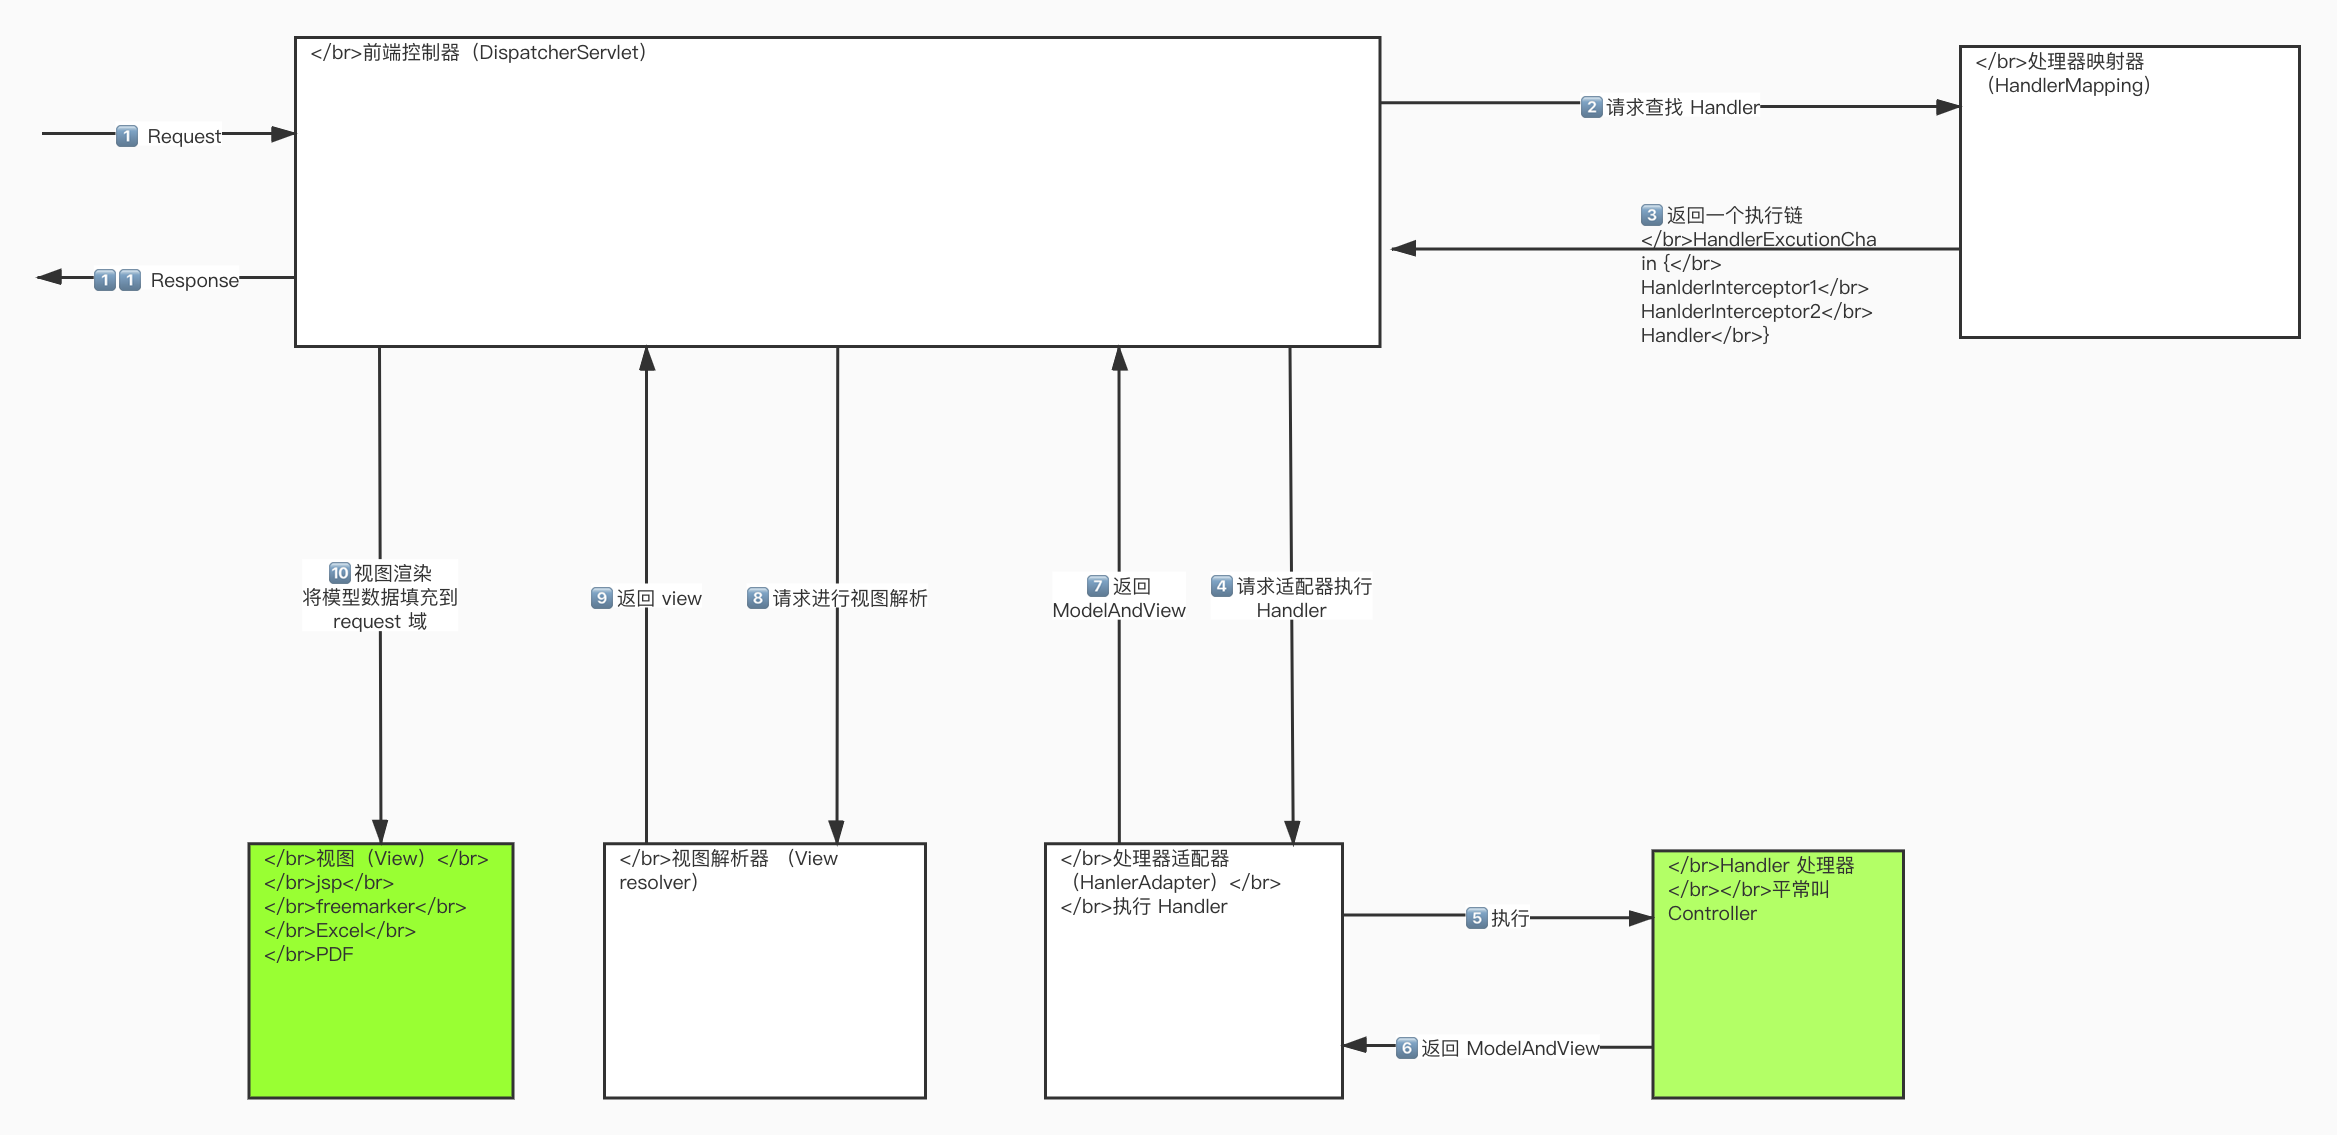 </br>前端控制器（DispatcherServlet）
</br>处理器映射器
（HandlerMapping）
1 Request
2 请求查找 Handler
3 返回一个执行链
</br>HandlerExcutionCha
in {</br>
HanlderInterceptor1</br>
HanlderInterceptor2</br>
Handler</br>}
11 Response
10 视图渲染
将模型数据填充到
request 域
9 返回 view
8 请求进行视图解析
7 返回
ModelAndView
4 请求适配器执行
Handler
</br>视图（View）</br>
</br>jsp</br>
</br>freemarker</br>
</br>Excel</br>
</br>PDF
</br>视图解析器 （View
resolver）
</br>处理器适配器
（HanlerAdapter）</br>
</br>执行 Handler
5 执行
6 返回 ModelAndView
</br>Handler 处理器
</br></br>平常叫
Controller